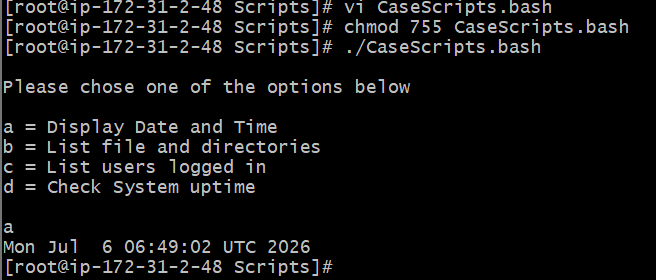 [root@ip-172-31-2-48 Scripts]# vi CaseScripts.bash
[root@ip-172-31-2-48 Scripts]# chmod 755 CaseScripts.bash
[root@ip-172-31-2-48 Scripts]# ./CaseScripts.bash
Please chose one of the options below
a = Display Date and Time
b = List file and directories
c = List users logged in
d = Check System uptime
a
Mon Jul  6 06:49:02 UTC 2026
[root@ip-172-31-2-48 Scripts]#